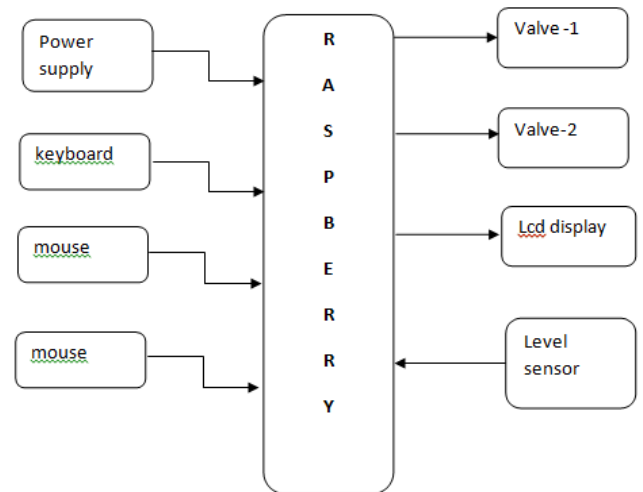 Power
supply
keyboard
mouse
mouse
R
A
S
P
B
E
R
R
Y
Valve -1
Valve-2
Lcd display
Level
sensor